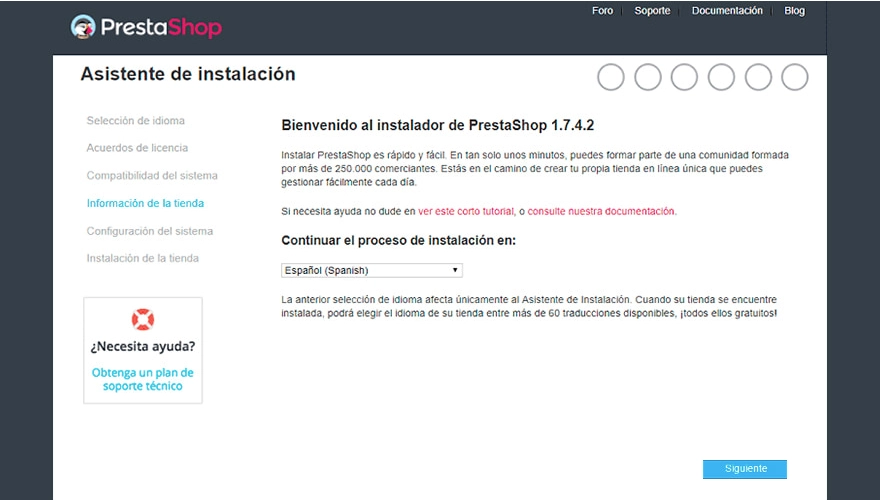 PrestaShop
Foro
Soporte
Documentación
Blog
Asistente de instalación
Selección de idioma
Acuerdos de licencia
Compatibilidad del sistema
Información de la tienda
Configuración del sistema
Instalación de la tienda
¿Necesita ayuda?
Obtenga un plan de
soporte técnico
Bienvenido al instalador de PrestaShop 1.7.4.2
Instalar PrestaShop es rápido y fácil. En tan solo unos minutos, puedes formar parte de una comunidad formada
por más de 250.000 comerciantes. Estás en el camino de crear tu propia tienda en línea única que puedes
gestionar fácilmente cada día.
Si necesita ayuda no dude en ver este corto tutorial, o consulte nuestra documentación.
Continuar el proceso de instalación en:
Español (Spanish)
La anterior selección de idioma afecta únicamente al Asistente de Instalación. Cuando su tienda se encuentre
instalada, podrá elegir el idioma de su tienda entre más de 60 traducciones disponibles, ¡todos ellos gratuitos!
Siguiente